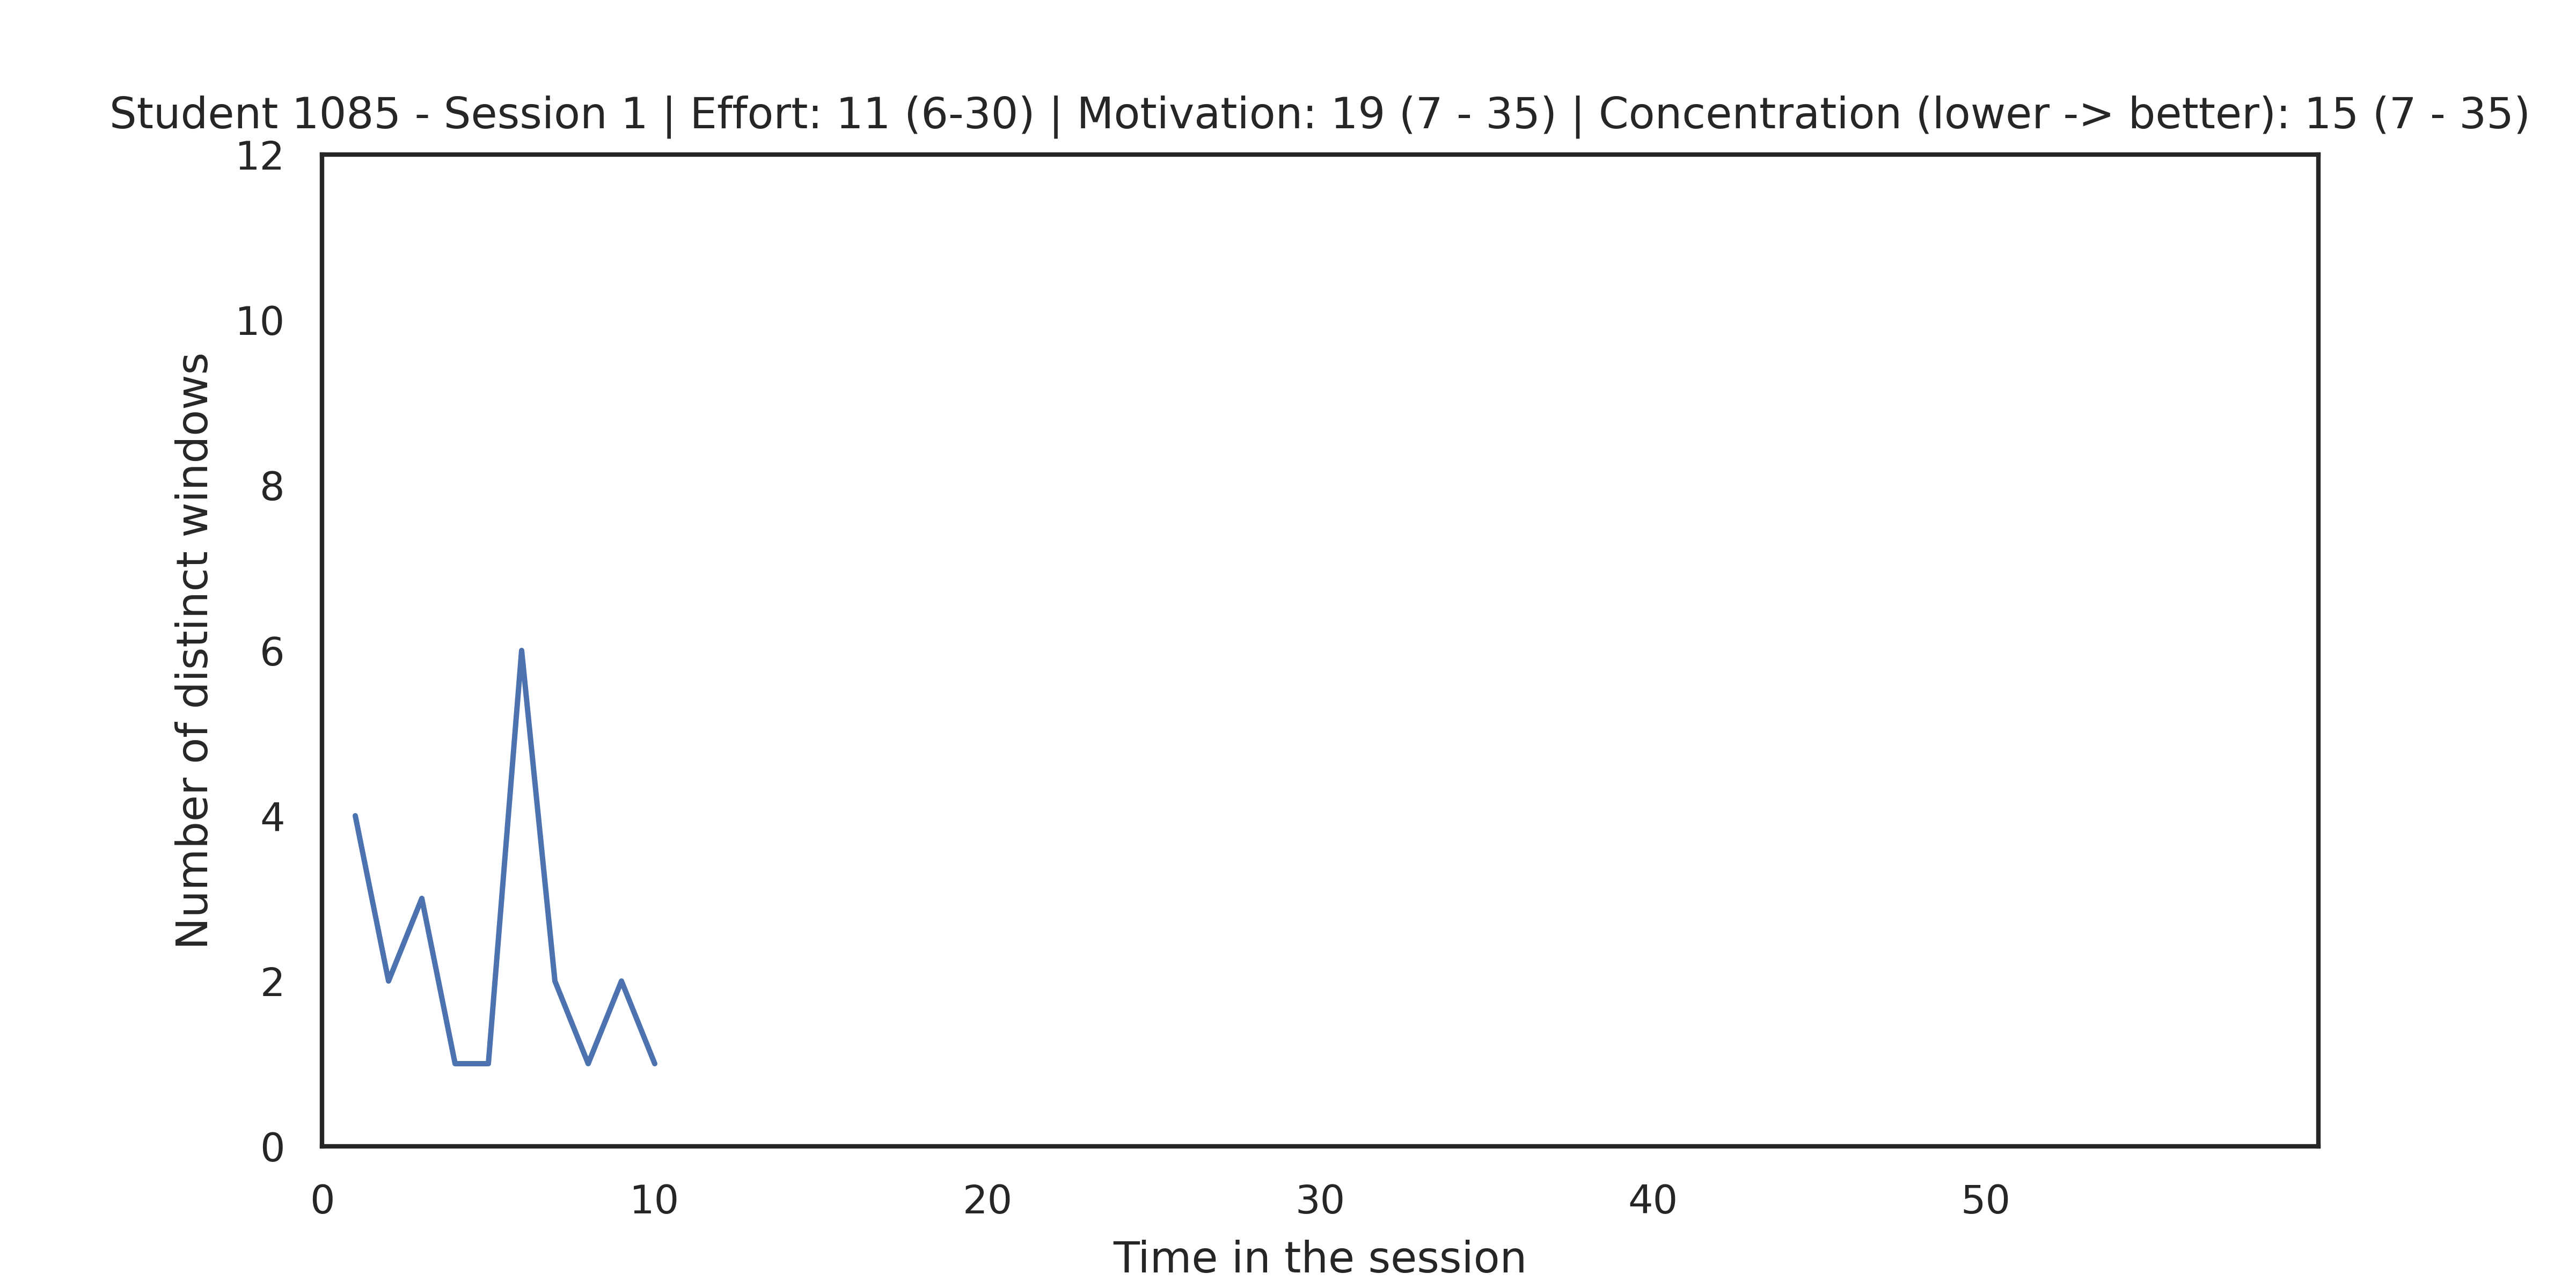 Student 1085 - Session 1 | Effort: 11 (6-30) | Motivation: 19 (7 - 35) | Concentration (lower -> better): 15 (7 - 35)
12
10
8
6
4
2
0
Number of distinct windows
0 10 20 30 40 50
Time in the session